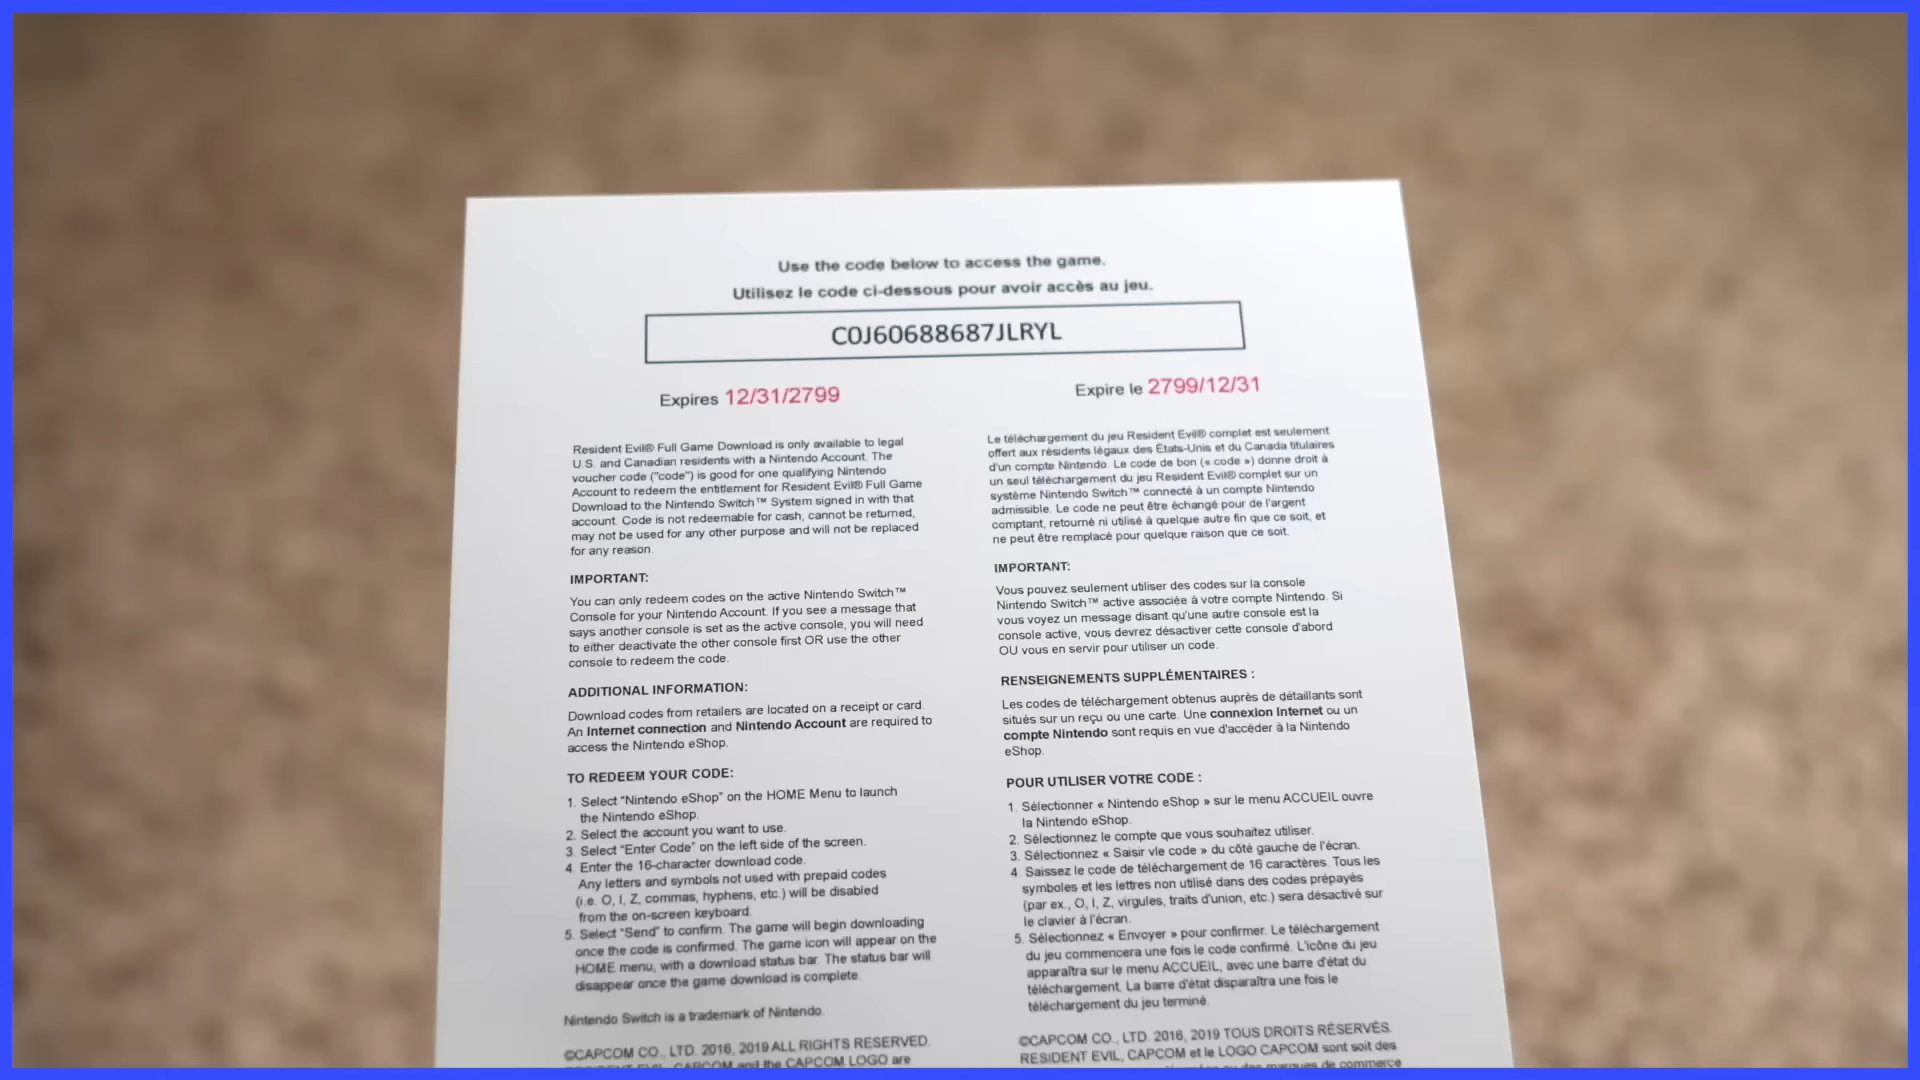 Use the code below to access the game.
Utilisez le code ci-dessous pour avoir accès au jeu.
C0J60688687JLRYL
Expires 12/31/2799
Expire le 2799/12/31
Resident Evil® Full Game Download is only available to legal
U.S. and Canadian residents with a Nintendo Account. The
voucher code ("code") is good for one qualifying Nintendo
Account to redeem the entitlement for Resident Evil® Full Game
Download to the Nintendo Switch™ System signed in with that
account. Code is not redeemable for cash, cannot be returned,
may not be used for any other purpose and will not be replaced
for any reason.
IMPORTANT:
You can only redeem codes on the active Nintendo Switch™
Console for your Nintendo Account. If you see a message that
says another console is set as the active console, you will need
to either deactivate the other console first OR use the other
console to redeem the code.
ADDITIONAL INFORMATION:
Download codes from retailers are located on a receipt or card.
An Internet connection and Nintendo Account are required to
access the Nintendo eShop.
TO REDEEM YOUR CODE:
1. Select “Nintendo eShop” on the HOME Menu to launch
the Nintendo eShop.
2. Select the account you want to use.
3. Select “Enter Code” on the left side of the screen.
4. Enter the 16-character download code.
Any letters and symbols not used with prepaid codes
(i.e. O, I, Z, commas, hyphens, etc.) will be disabled
from the on-screen keyboard.
5. Select “Send” to confirm. The game will begin downloading
once the code is confirmed. The game icon will appear on the
HOME menu, with a download status bar. The status bar will
disappear once the game download is complete.
Nintendo Switch is a trademark of Nintendo.
©CAPCOM CO., LTD. 2016, 2019 ALL RIGHTS RESERVED.
RESIDENT EVIL, CAPCOM and the CAPCOM LOGO are
Le téléchargement du jeu Resident Evil® complet est seulement
offert aux résidents légaux des États-Unis et du Canada titulaires
d'un compte Nintendo. Le code de bon (« code ») donne droit à
un seul téléchargement du jeu Resident Evil® complet sur un
système Nintendo Switch™ connecté à un compte Nintendo
admissible. Le code ne peut être échangé pour de l'argent
comptant, retourné ni utilisé à quelque autre fin que ce soit, et
ne peut être remplacé pour quelque raison que ce soit.
IMPORTANT:
Vous pouvez seulement utiliser des codes sur la console
Nintendo Switch™ active associée à votre compte Nintendo. Si
vous voyez un message disant qu'une autre console est la
console active, vous devrez désactiver cette console d'abord
OU vous en servir pour utiliser un code.
RENSEIGNEMENTS SUPPLÉMENTAIRES :
Les codes de téléchargement obtenus auprès de détaillants sont
situés sur un reçu ou une carte. Une connexion Internet ou un
compte Nintendo sont requis en vue d'accéder à la Nintendo
eShop.
POUR UTILISER VOTRE CODE :
1. Sélectionner « Nintendo eShop » sur le menu ACCUEIL ouvre
la Nintendo eShop.
2. Sélectionnez le compte que vous souhaitez utiliser.
3. Sélectionnez « Saisir vle code » du côté gauche de l'écran.
4. Saissez le code de téléchargement de 16 caractères. Tous les
symboles et les lettres non utilisé dans des codes prépayés
(par ex., O, I, Z, virgules, traits d'union, etc.) sera désactivé sur
le clavier à l'écran.
5. Sélectionnez « Envoyer » pour confirmer. Le téléchargement
du jeu commencera une fois le code confirmé. L'icône du jeu
apparaîtra sur le menu ACCUEIL, avec une barre d'état du
téléchargement. La barre d'état disparaîtra une fois le
téléchargement du jeu terminé.
©CAPCOM CO., LTD. 2016, 2019 TOUS DROITS RÉSERVÉS.
RESIDENT EVIL, CAPCOM et le LOGO CAPCOM sont soit des
ou des marques de commerce